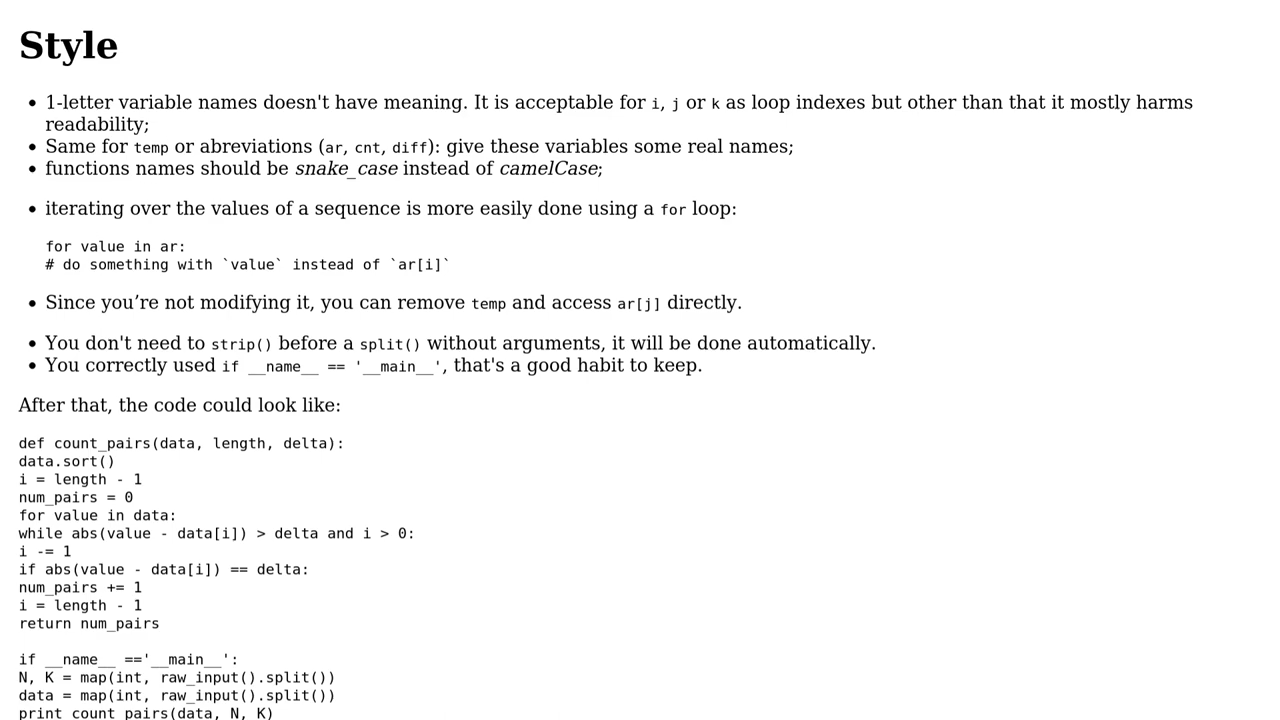 Style
• 1-letter variable names doesn't have meaning. It is acceptable for i, j or k as loop indexes but other than that it mostly harms
readability;
• Same for temp or abreviations (ar, cnt, diff): give these variables some real names;
• functions names should be snake_case instead of camelCase;
• iterating over the values of a sequence is more easily done using a for loop:
for value in ar:
# do something with `value` instead of `ar[i]`
• Since you’re not modifying it, you can remove temp and access ar[j] directly.
• You don't need to strip() before a split() without arguments, it will be done automatically.
• You correctly used if __name__ == '__main__', that's a good habit to keep.
After that, the code could look like:
def count_pairs(data, length, delta):
data.sort()
i = length - 1
num_pairs = 0
for value in data:
while abs(value - data[i]) > delta and i > 0:
i -= 1
if abs(value - data[i]) == delta:
num_pairs += 1
i = length - 1
return num_pairs
if __name__ =='__main__':
N, K = map(int, raw_input().split())
data = map(int, raw_input().split())
print count_pairs(data, N, K)